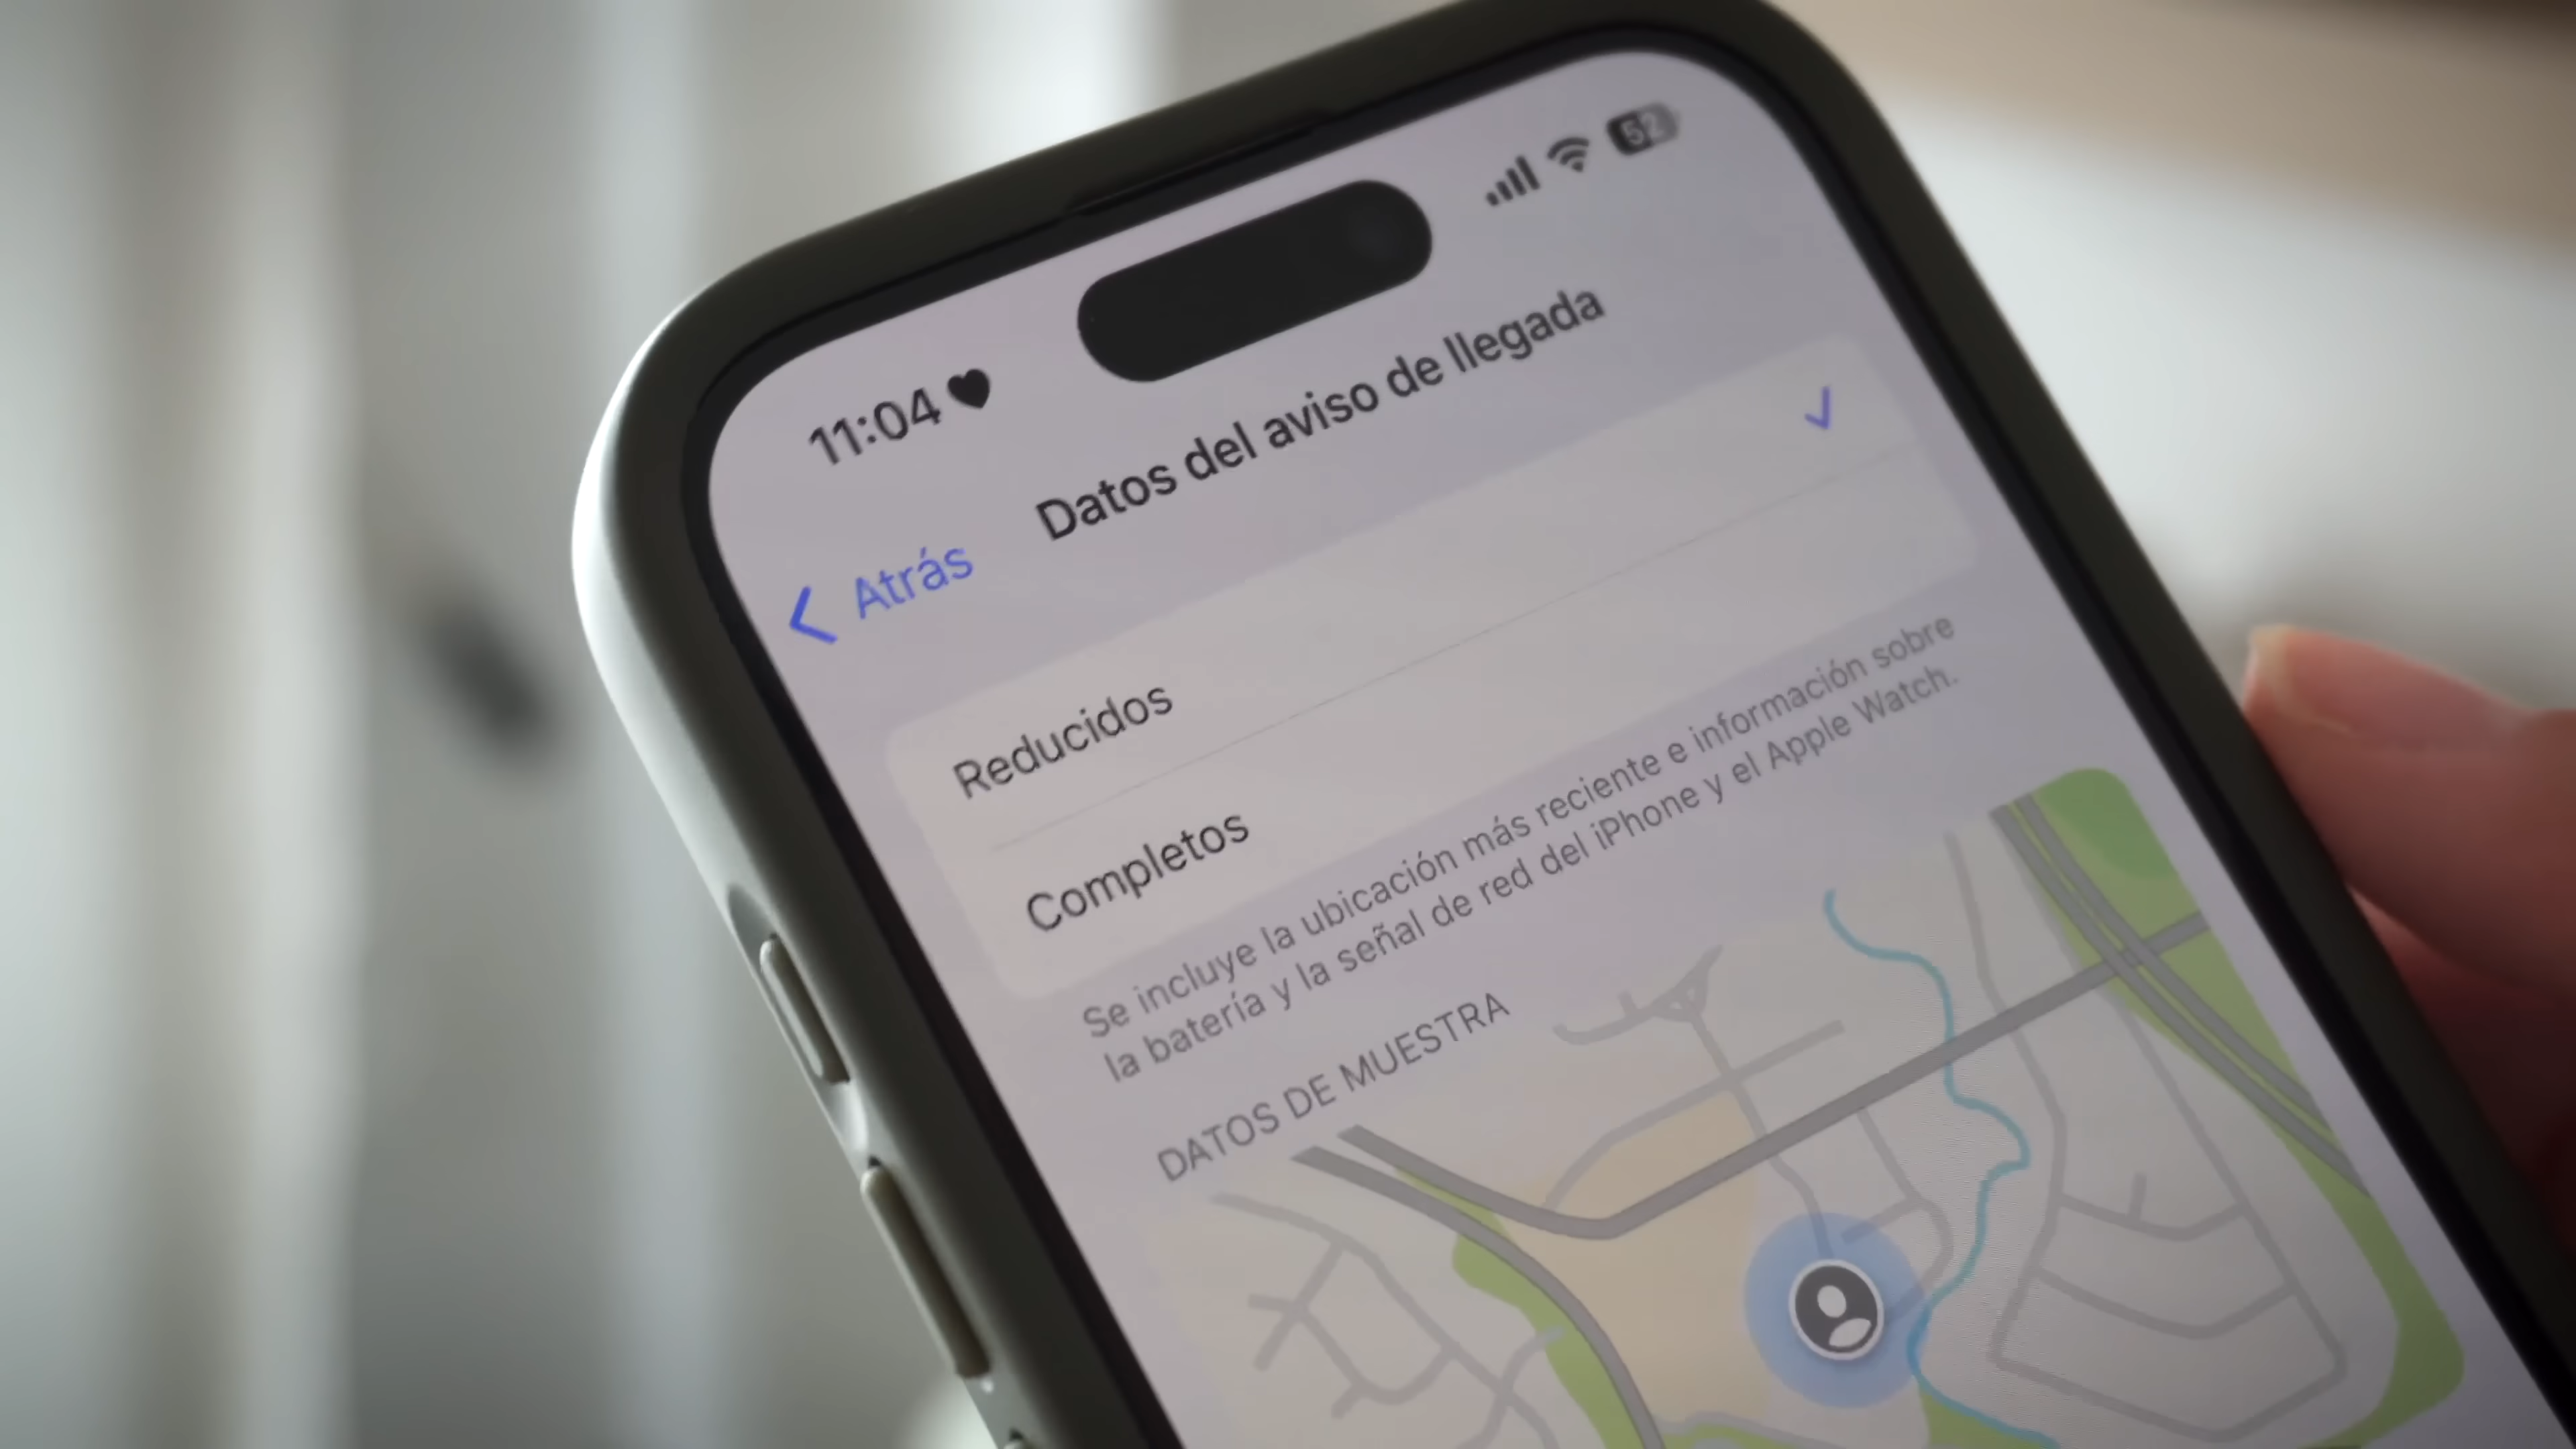 11:04
52
Atrás
Datos del aviso de llegada
Reducidos
Completos
Se incluye la ubicación más reciente e información sobre
la batería y la señal de red del iPhone y el Apple Watch.
DATOS DE MUESTRA